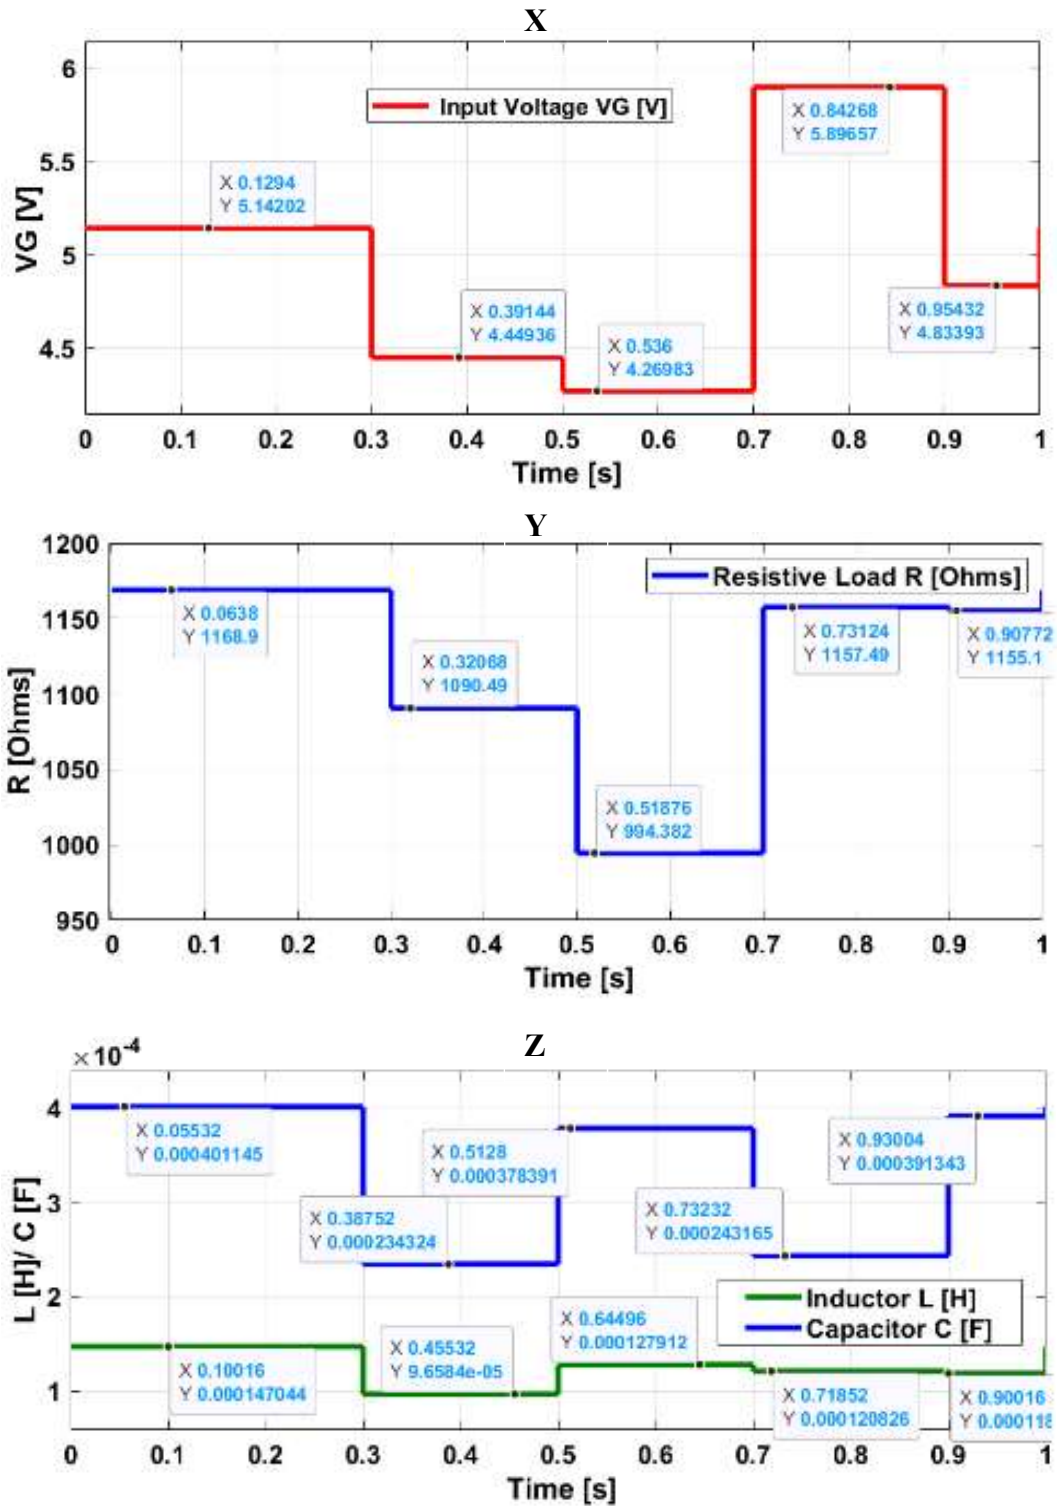 X
Input Voltage VG [V]
VG [V]
6
5.5
5
4.5
X 0.1294
Y 5.14202
X 0.39144
Y 4.44936
X 0.536
Y 4.26983
X 0.84268
Y 5.89657
X 0.95432
Y 4.83393
0 0.1 0.2 0.3 0.4 0.5 0.6 0.7 0.8 0.9 1
Time [s]
Y
Resistive Load R [Ohms]
R [Ohms]
1200
1150
1100
1050
1000
950
X 0.0638
Y 1168.9
X 0.32068
Y 1090.49
X 0.51876
Y 994.382
X 0.73124
Y 1157.49
X 0.90772
Y 1155.1
0 0.1 0.2 0.3 0.4 0.5 0.6 0.7 0.8 0.9 1
Time [s]
Z
×10-4
L [H]/ C [F]
4
3
2
1
X 0.05532
Y 0.000401145
X 0.38752
Y 0.000234324
X 0.5128
Y 0.000378391
X 0.73232
Y 0.000243165
X 0.93004
Y 0.000391343
Inductor L [H]
Capacitor C [F]
X 0.10016
Y 0.000147044
X 0.45532
Y 9.6584e-05
X 0.64496
Y 0.000127912
X 0.71852
Y 0.000120826
X 0.90016
Y 0.000118
0 0.1 0.2 0.3 0.4 0.5 0.6 0.7 0.8 0.9 1
Time [s]